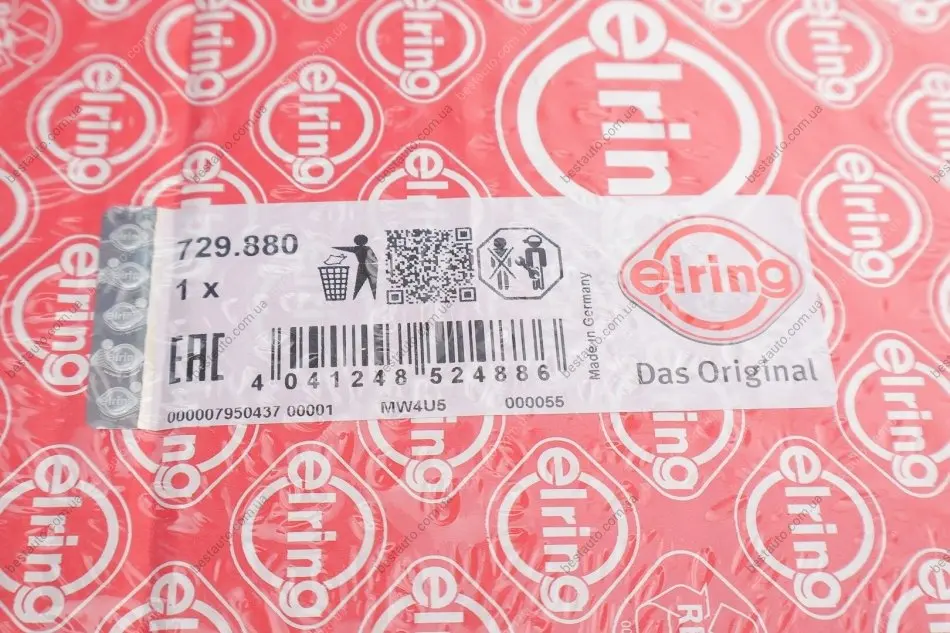 729.880
1 x
EAC
4 041248 524886
000007950437 00001
MW4U5
000055
Made in Germany
elring
Das Original
elring
bestauto.com.ua